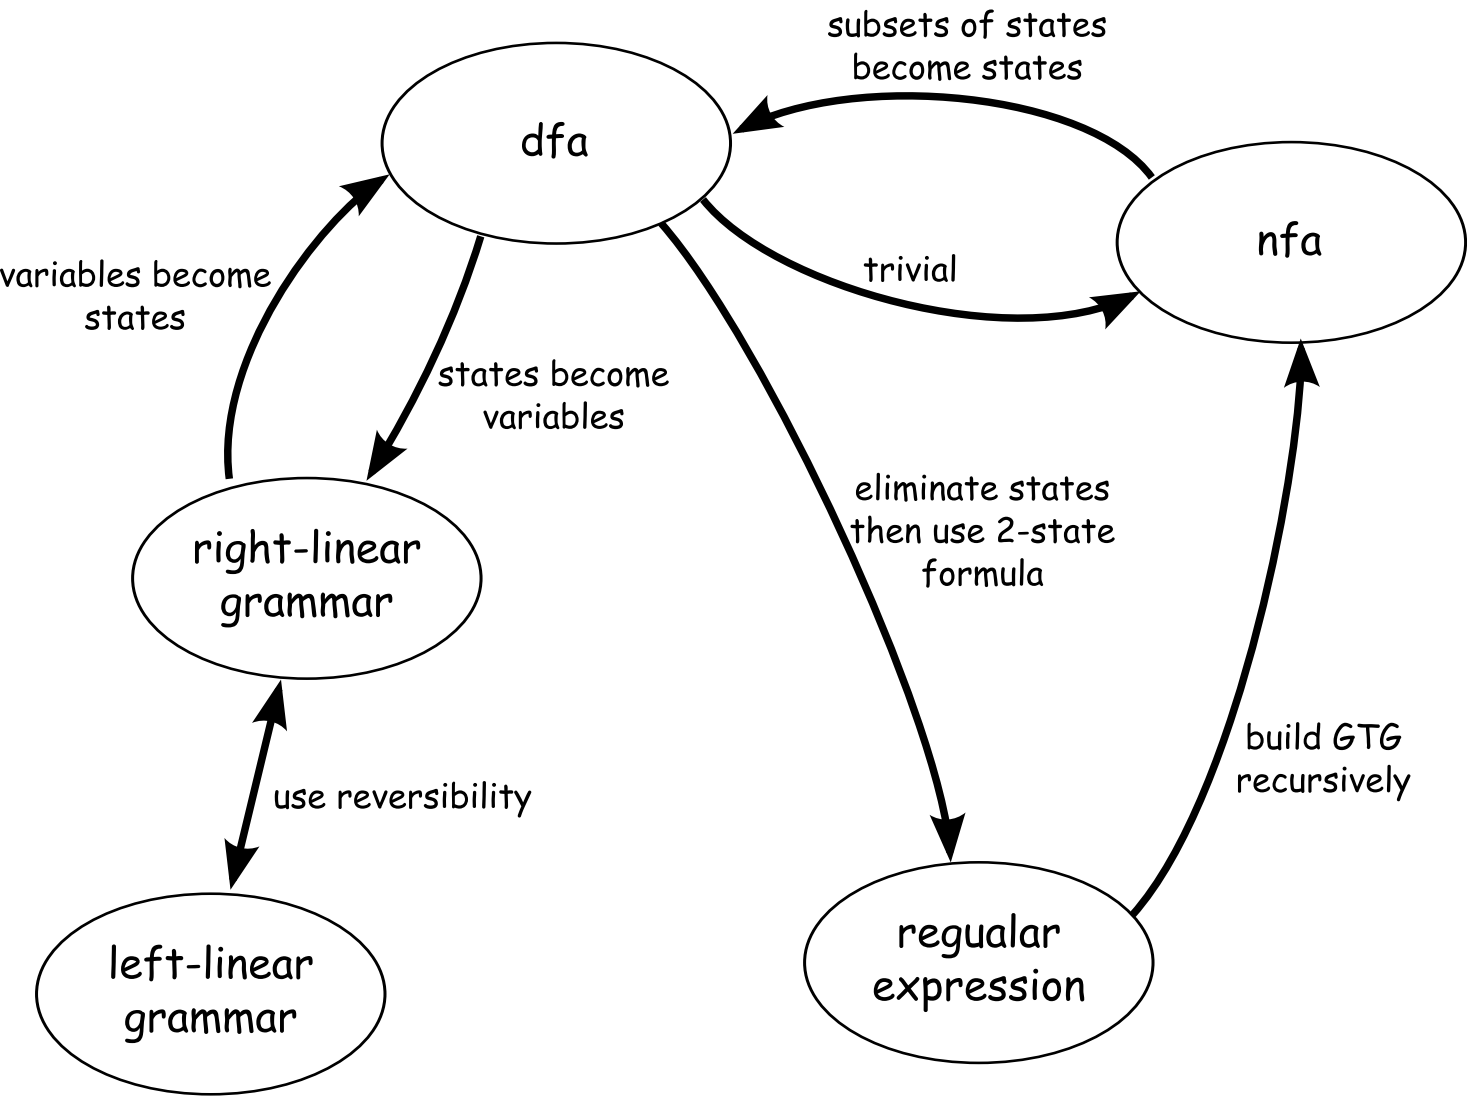 subsets of states
become states
dfa
nfa
variables become
states
trivial
states become
variables
eliminate states
then use 2-state
formula
right-linear
grammar
build GTG
recursively
use reversibility
regualar
expression
left-linear
grammar